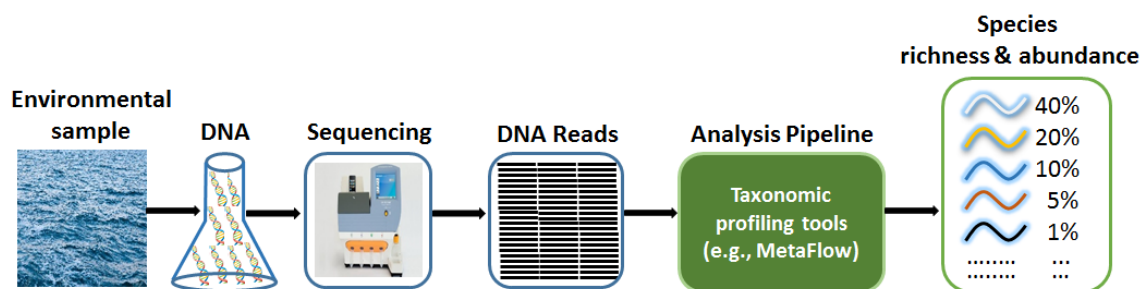 Species
richness & abundance
Environmental
sample
DNA
Sequencing
DNA Reads
Analysis Pipeline
Taxonomic
profiling tools
(e.g., MetaFlow)
40%
20%
10%
5%
1%
........ ...
........ ...